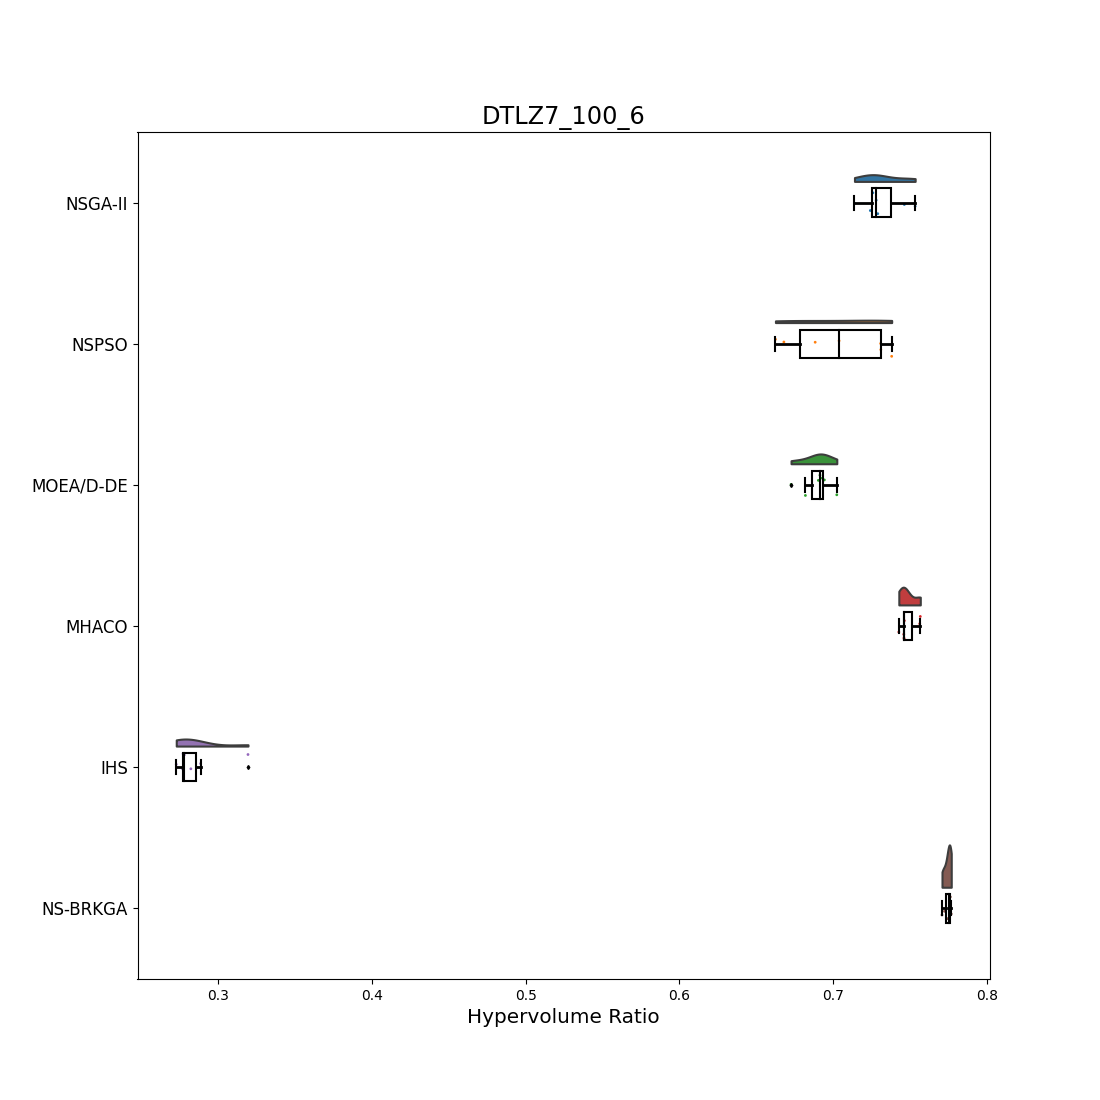 DTLZ7_100_6
NSGA-II
NSPSO
MOEA/D-DE
MHACO
IHS
NS-BRKGA
0.3 0.4 0.5 0.6 0.7 0.8
Hypervolume Ratio